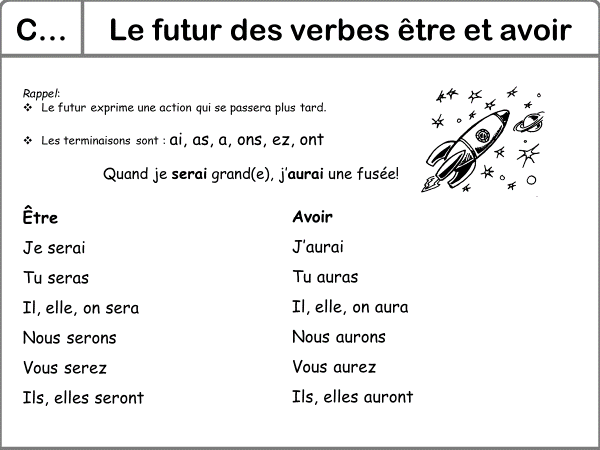 C... Le futur des verbes être et avoir
Rappel:
❖ Le futur exprime une action qui se passera plus tard.
❖ Les terminaisons sont : ai, as, a, ons, ez, ont
Quand je serai grand(e), j'aurai une fusée!
Être Avoir
Je serai J'aurai
Tu seras Tu auras
Il, elle, on sera Il, elle, on aura
Nous serons Nous aurons
Vous serez Vous aurez
Ils, elles seront Ils, elles auront